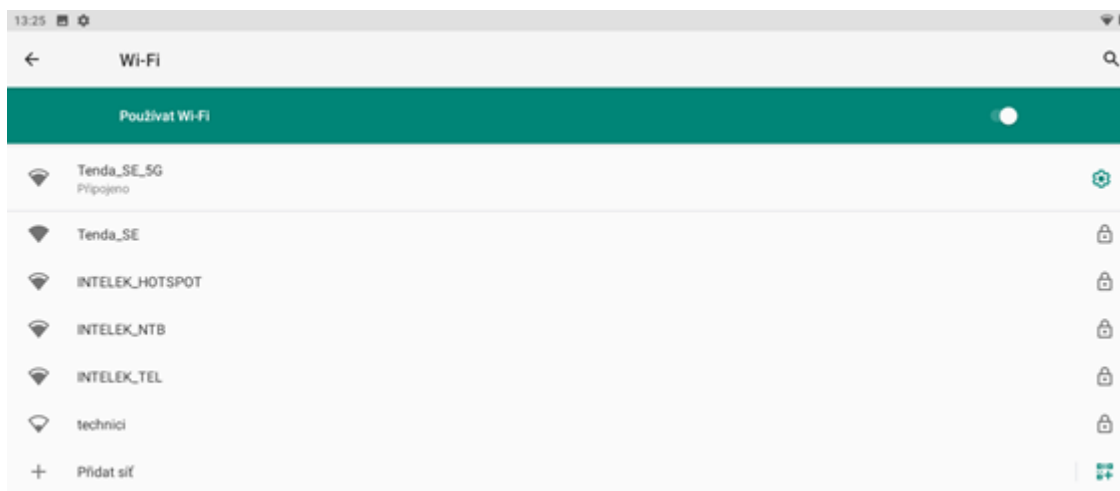 13:25
Wi-Fi
Používat Wi-Fi
Tenda_SE_5G
Připojeno
Tenda_SE
INTELEK_HOTSPOT
INTELEK_NTB
INTELEK_TEL
technici
Přidat síť